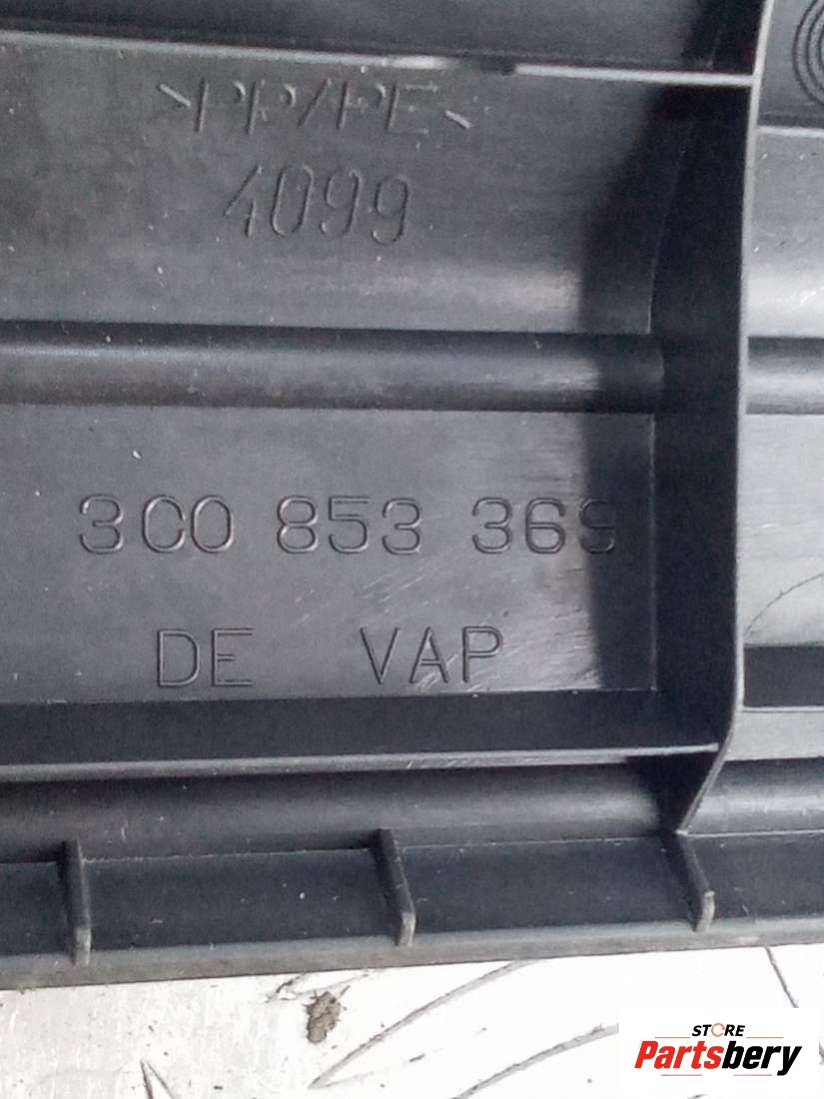 >PP/PE<
4099
3C0 853 369
DE VAP
STORE
Partsbery